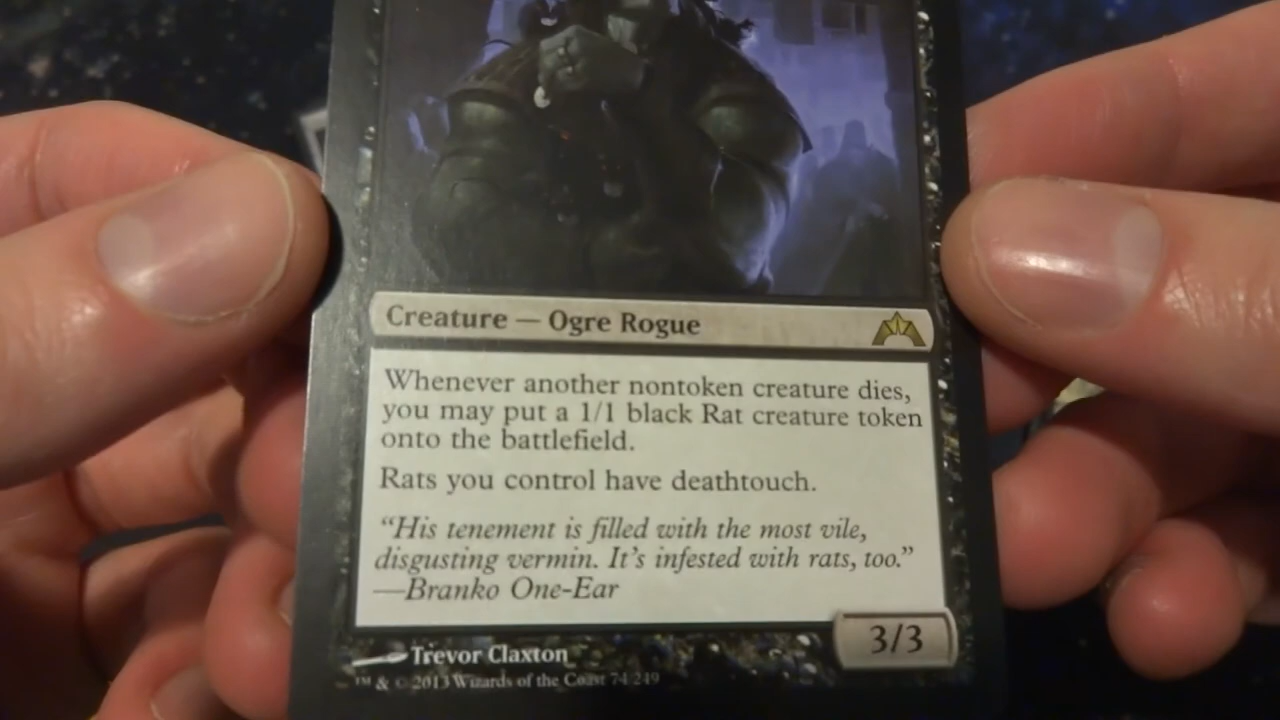 Creature — Ogre Rogue
Whenever another nontoken creature dies,
you may put a 1/1 black Rat creature token
onto the battlefield.
Rats you control have deathtouch.
“His tenement is filled with the most vile,
disgusting vermin. It’s infested with rats, too.”
—Branko One-Ear
3/3
Trevor Claxton
™ & © 2013 Wizards of the Coast 74/249